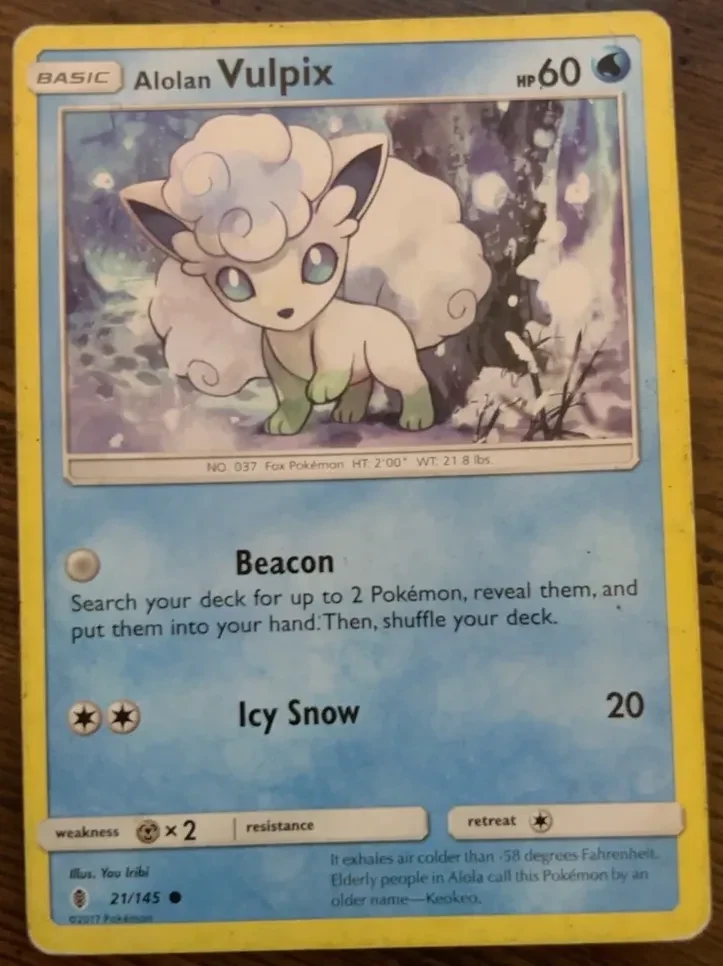 BASIC Alolan Vulpix HP 60
NO. 037 Fox Pokémon HT: 2'00" WT: 21.8 lbs.
Beacon
Search your deck for up to 2 Pokémon, reveal them, and
put them into your hand. Then, shuffle your deck.
Icy Snow 20
weakness ×2 resistance retreat
It exhales air colder than -58 degrees Fahrenheit.
Elderly people in Alola call this Pokémon by an
older name—Keokeo.
Illus. You Iribi
21/145
©2017 Pokémon